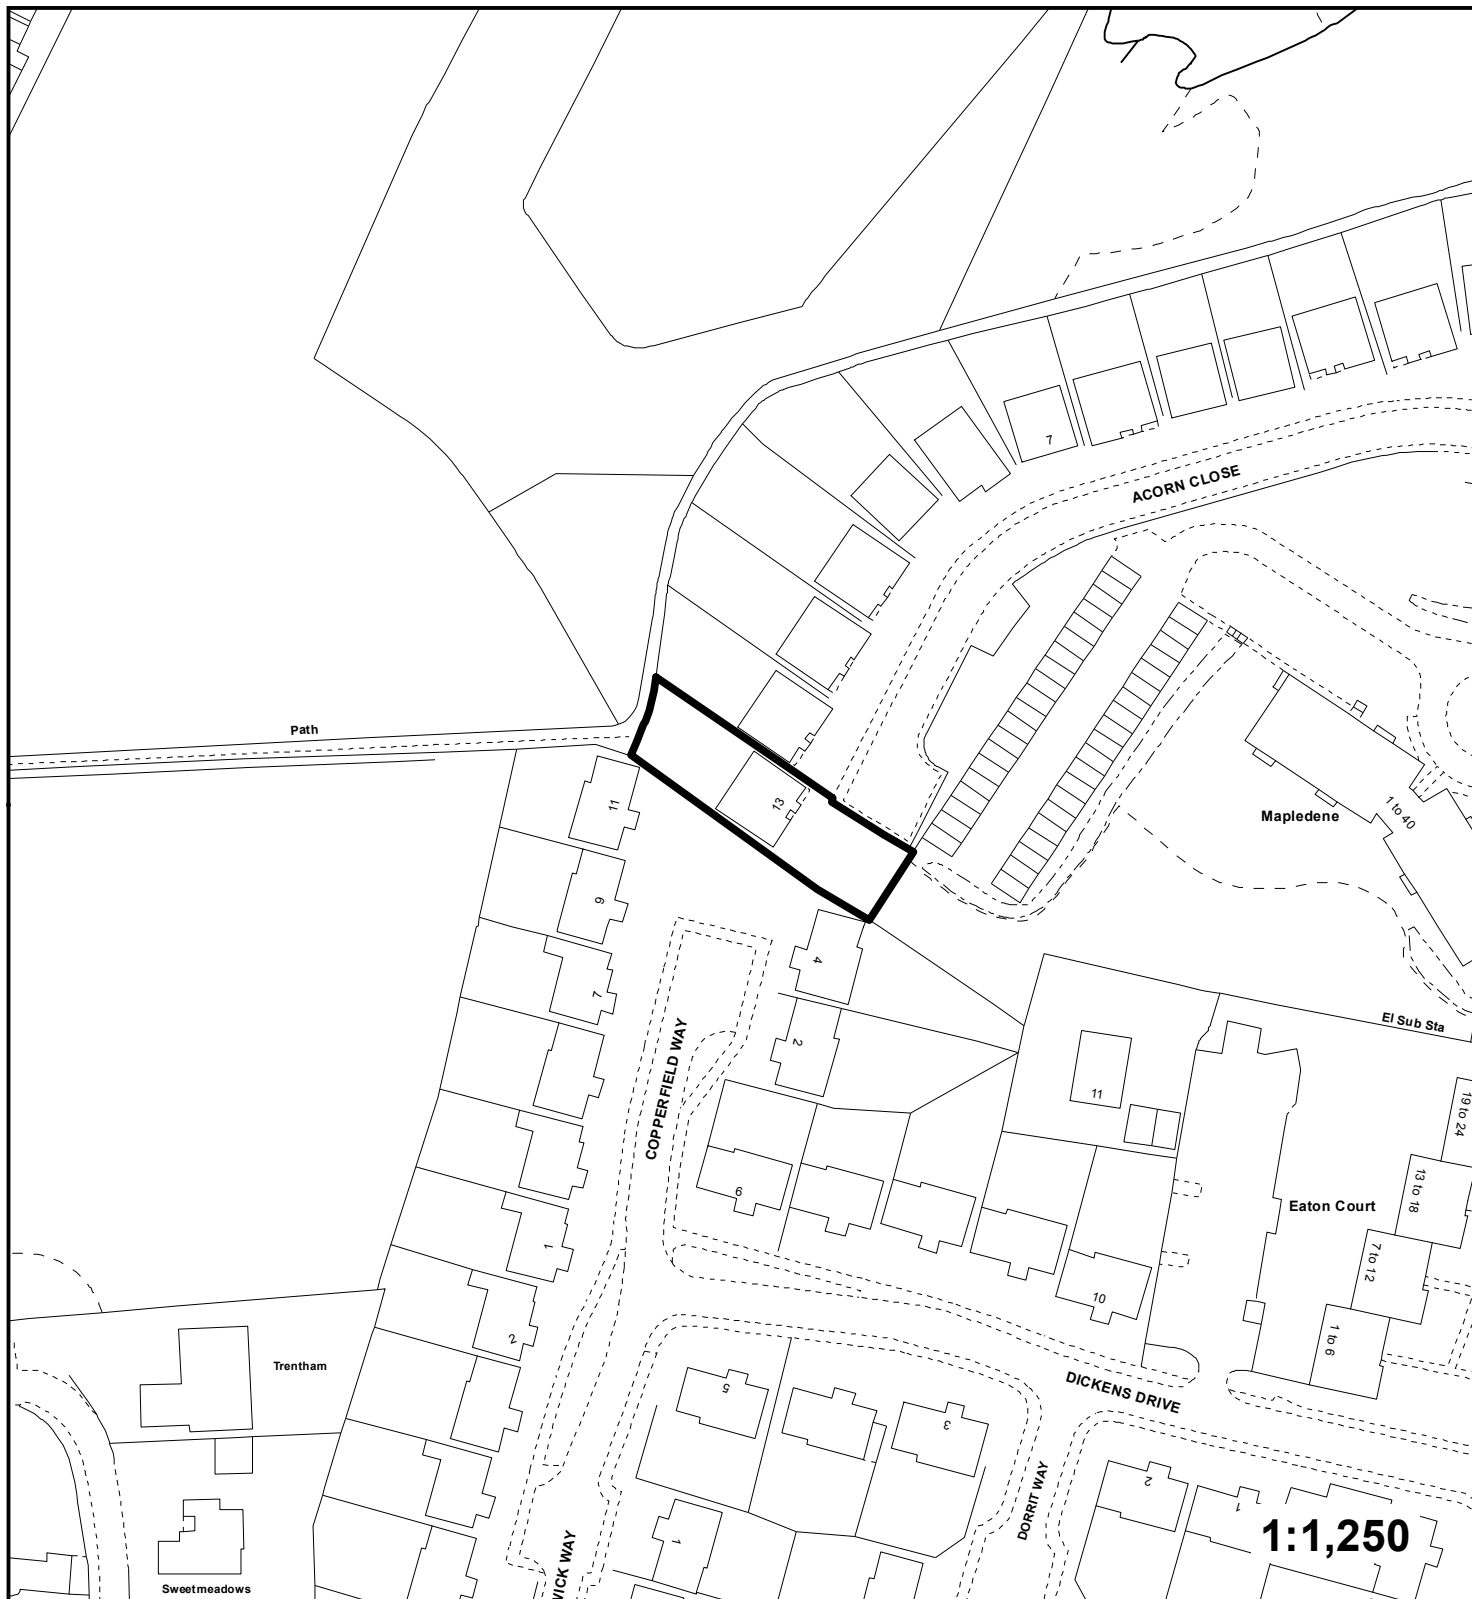 7
ACORN CLOSE
Path
13
11
1 to 40
Mapledene
9
7
4
2
El Sub Sta
COPPERFIELD WAY
11
19 to 24
13 to 18
9
Eaton Court
7 to 12
1
10
1 to 6
2
Trentham
5
DICKENS DRIVE
3
DORRIT WAY
2
1
1
1:1,250
WICK WAY
Sweetmeadows